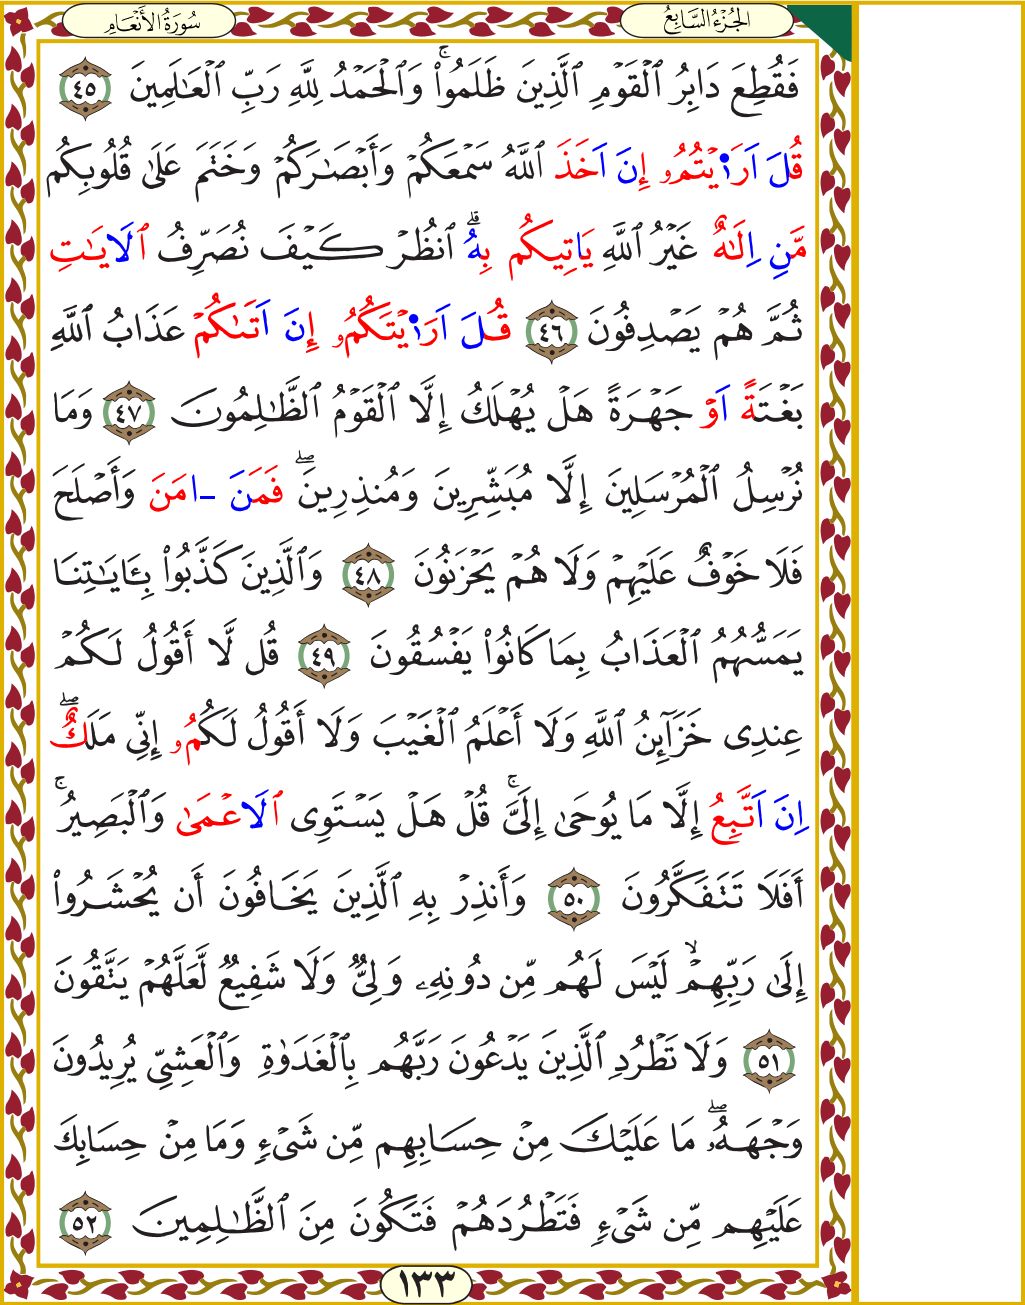 الجُزْءُ السَّابِعُ
سُورَةُ الأَنْعَامِ
فَقُطِعَ دَابِرُ ٱلْقَوْمِ ٱلَّذِينَ ظَلَمُوا۟ۚ وَٱلْحَمْدُ لِلَّهِ رَبِّ ٱلْعَـٰلَمِينَ ٤٥
قُلَ اَرَٰٓيْتُمُۥ إِنَ اَخَذَ ٱللَّهُ سَمْعَكُمْ وَأَبْصَـٰرَكُمْ وَخَتَمَ عَلَىٰ قُلُوبِكُم
مَّنِ اِلَـٰهٌ غَيْرُ ٱللَّهِ يَاتِيكُم بِهِۗ ٱنظُرْ كَيْفَ نُصَرِّفُ ٱلَايَـٰتِ
ثُمَّ هُمْ يَصْدِفُونَ ٤٦ قُلَ اَرَٰيْتَكُمُۥ إِنَ اَتَىٰكُمْ عَذَابُ ٱللَّهِ
بَغْتَةً اَوْ جَهْرَةً هَلْ يُهْلَكُ إِلَّا ٱلْقَوْمُ ٱلظَّـٰلِمُونَ ٤٧ وَمَا
نُرْسِلُ ٱلْمُرْسَلِينَ إِلَّا مُبَشِّرِينَ وَمُنذِرِينَۖ فَمَنَ ـ‍امَنَ وَأَصْلَحَ
فَلَا خَوْفٌ عَلَيْهِمْ وَلَا هُمْ يَحْزَنُونَ ٤٨ وَٱلَّذِينَ كَذَّبُوا۟ بِـَٔايَـٰتِنَا
يَمَسُّهُمُ ٱلْعَذَابُ بِمَا كَانُوا۟ يَفْسُقُونَ ٤٩ قُل لَّا أَقُولُ لَكُمْ
عِندِى خَزَآئِنُ ٱللَّهِ وَلَا أَعْلَمُ ٱلْغَيْبَ وَلَا أَقُولُ لَكُمُۥ إِنِّى مَلَكٌۖ
اِنَ اَتَّبِعُ إِلَّا مَا يُوحَىٰ إِلَىَّۚ قُلْ هَلْ يَسْتَوِى ٱلَاعْمَىٰ وَٱلْبَصِيرُۚ
أَفَلَا تَتَفَكَّرُونَ ٥٠ وَأَنذِرْ بِهِ ٱلَّذِينَ يَخَافُونَ أَن يُحْشَرُوا۟
إِلَىٰ رَبِّهِمْۙ لَيْسَ لَهُم مِّن دُونِهِۦ وَلِىٌّ وَلَا شَفِيعٌ لَّعَلَّهُمْ يَتَّقُونَ
٥١ وَلَا تَطْرُدِ ٱلَّذِينَ يَدْعُونَ رَبَّهُم بِٱلْغَدَوٰةِ وَٱلْعَشِىِّ يُرِيدُونَ
وَجْهَهُۥۖ مَا عَلَيْكَ مِنْ حِسَابِهِم مِّن شَىْءٍ وَمَا مِنْ حِسَابِكَ
عَلَيْهِم مِّن شَىْءٍ فَتَطْرُدَهُمْ فَتَكُونَ مِنَ ٱلظَّـٰلِمِينَ ٥٢
١٣٣